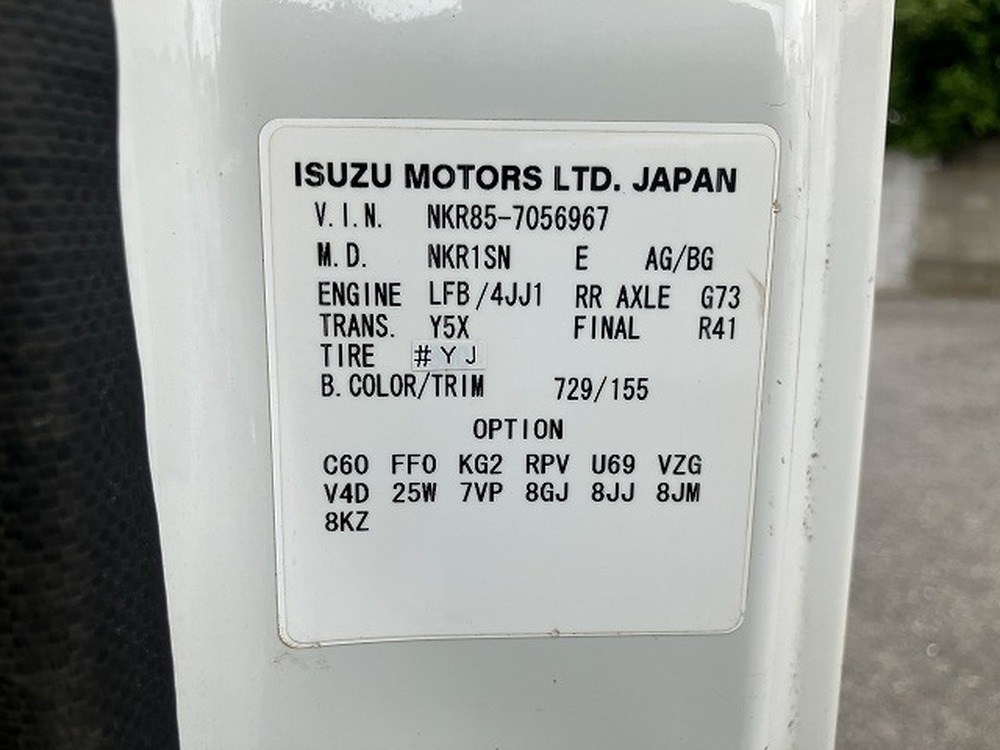 ISUZU MOTORS LTD. JAPAN
V.I.N. NKR85-7056967
M.D. NKR1SN E AG/BG
ENGINE LFB/4JJ1 RR AXLE G73
TRANS. Y5X FINAL R41
TIRE #YJ
B.COLOR/TRIM 729/155
OPTION
C60 FF0 KG2 RPV U69 VZG
V4D 25W 7VP 8GJ 8JJ 8JM
8KZ